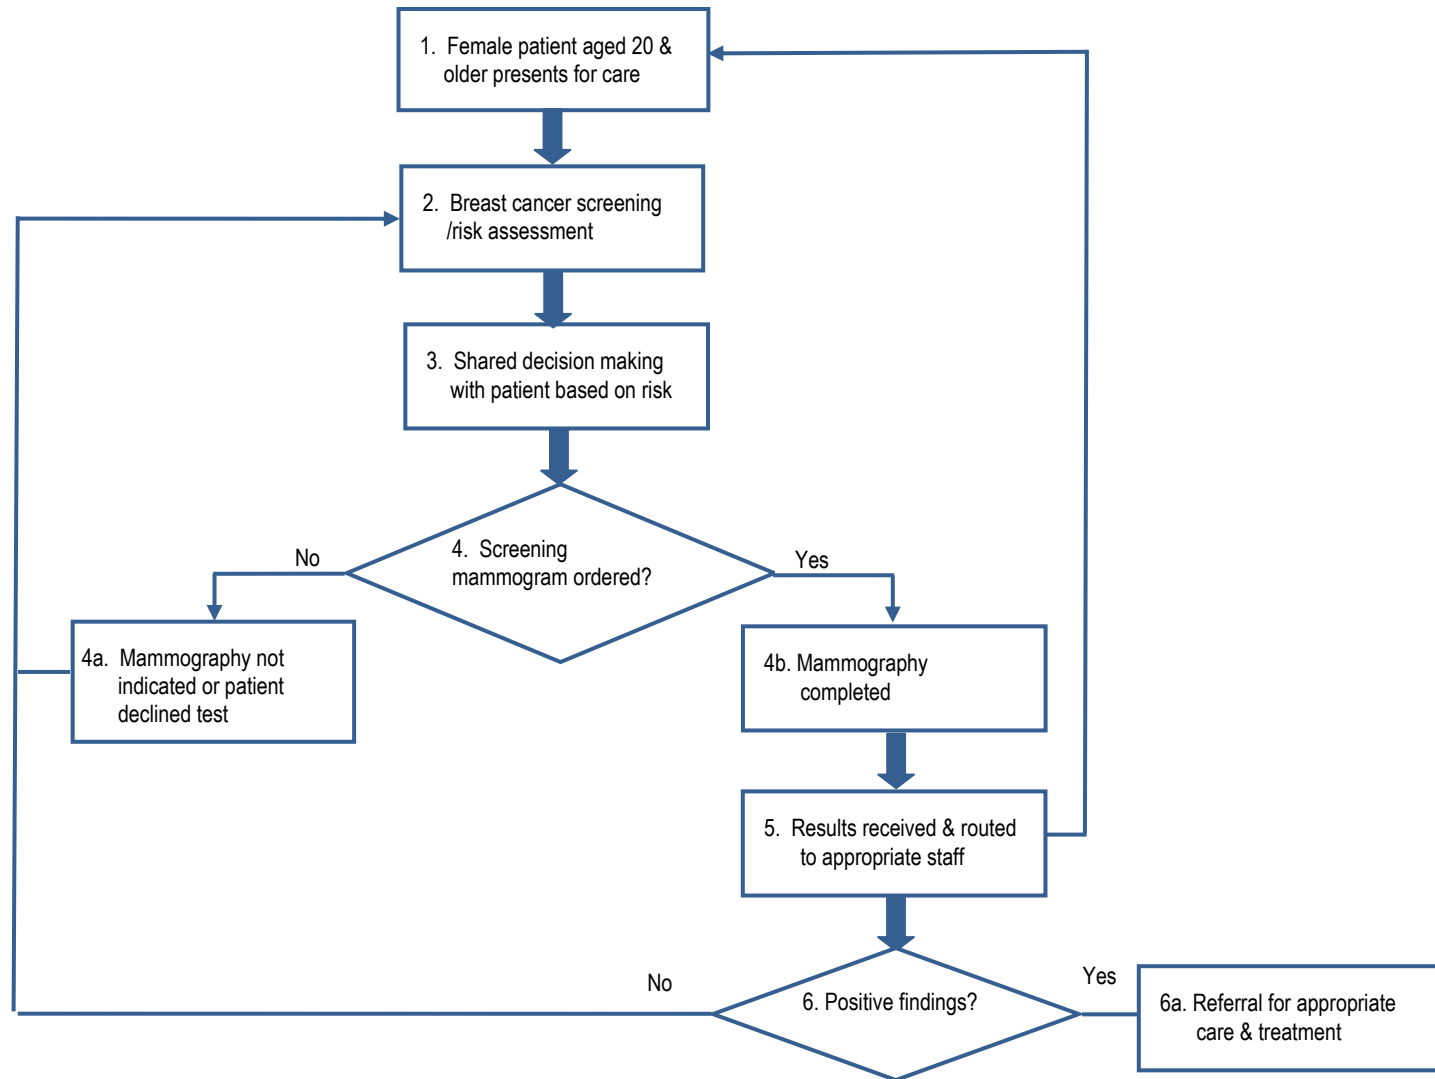 1.  Female patient aged 20 &
older presents for care
2.  Breast cancer screening
/risk assessment
3.  Shared decision making
with patient based on risk
4.  Screening
mammogram ordered?
No
Yes
4a.  Mammography not
indicated or patient
declined test
4b. Mammography
completed
5.  Results received & routed
to appropriate staff
6. Positive findings?
No
Yes
6a. Referral for appropriate
care & treatment